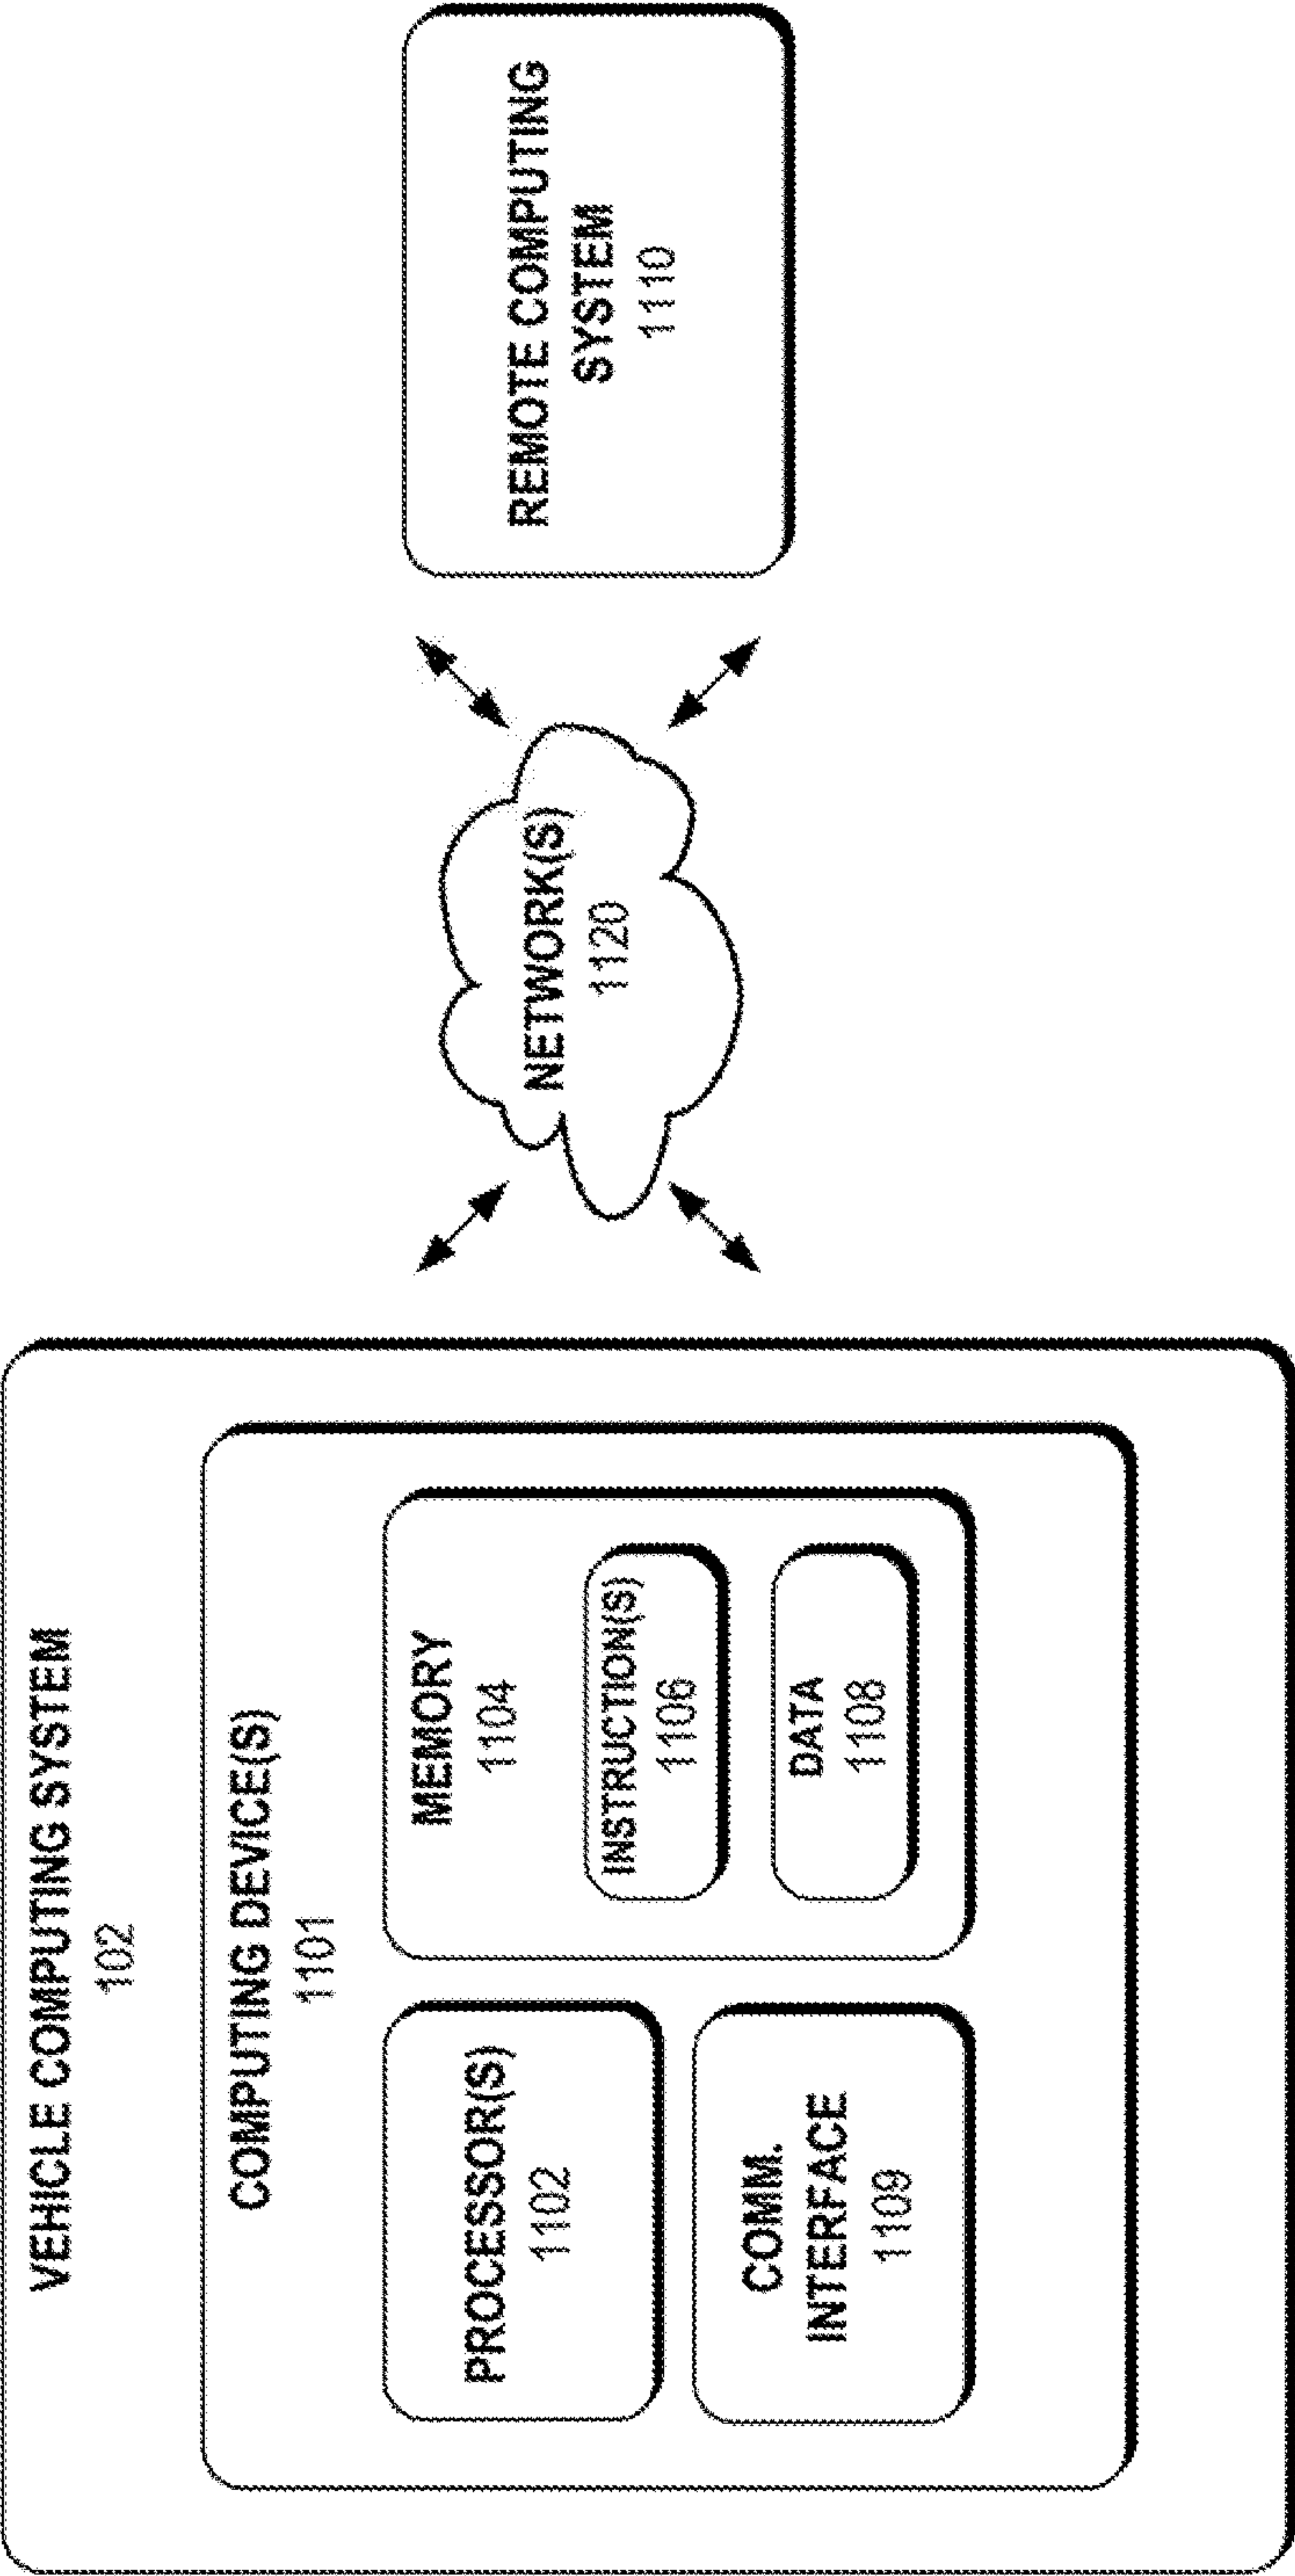 VEHICLE COMPUTING SYSTEM
102
COMPUTING DEVICE(S)
1101
PROCESSOR(S)
1102
COMM.
INTERFACE
1109
MEMORY
1104
INSTRUCTION(S)
1106
DATA
1108
NETWORK(S)
1120
REMOTE COMPUTING
SYSTEM
1110